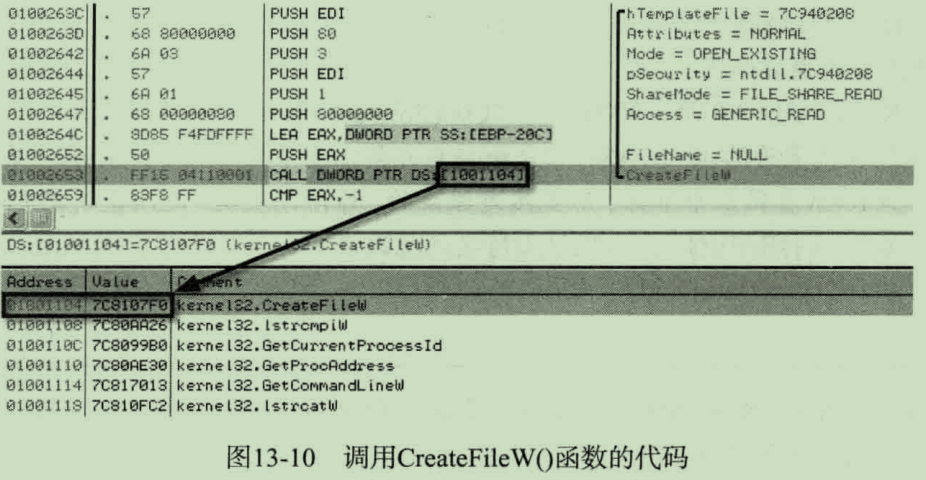 0100263C . 57 PUSH EDI hTemplateFile = 7C940208
0100263D . 68 80000000 PUSH 80 Attributes = NORMAL
01002642 . 6A 03 PUSH 3 Mode = OPEN_EXISTING
01002644 . 57 PUSH EDI pSecurity = ntdll.7C940208
01002645 . 6A 01 PUSH 1 ShareMode = FILE_SHARE_READ
01002647 . 68 00000080 PUSH 80000000 Access = GENERIC_READ
0100264C . 8D85 F4FDFFFF LEA EAX,DWORD PTR SS:[EBP-20C]
01002652 . 50 PUSH EAX FileName = NULL
01002653 . FF15 04110001 CALL DWORD PTR DS:[1001104] CreateFileW
01002659 . 83F8 FF CMP EAX,-1
DS:[01001104]=7C8107F0 (kernel32.CreateFileW)
Address Value Comment
01001104 7C8107F0 kernel32.CreateFileW
01001108 7C80AA26 kernel32.lstrcmpiW
0100110C 7C8099B0 kernel32.GetCurrentProcessId
01001110 7C80AE30 kernel32.GetProcAddress
01001114 7C817013 kernel32.GetCommandLineW
01001118 7C810FC2 kernel32.lstrcatW
图13-10 调用CreateFileW()函数的代码